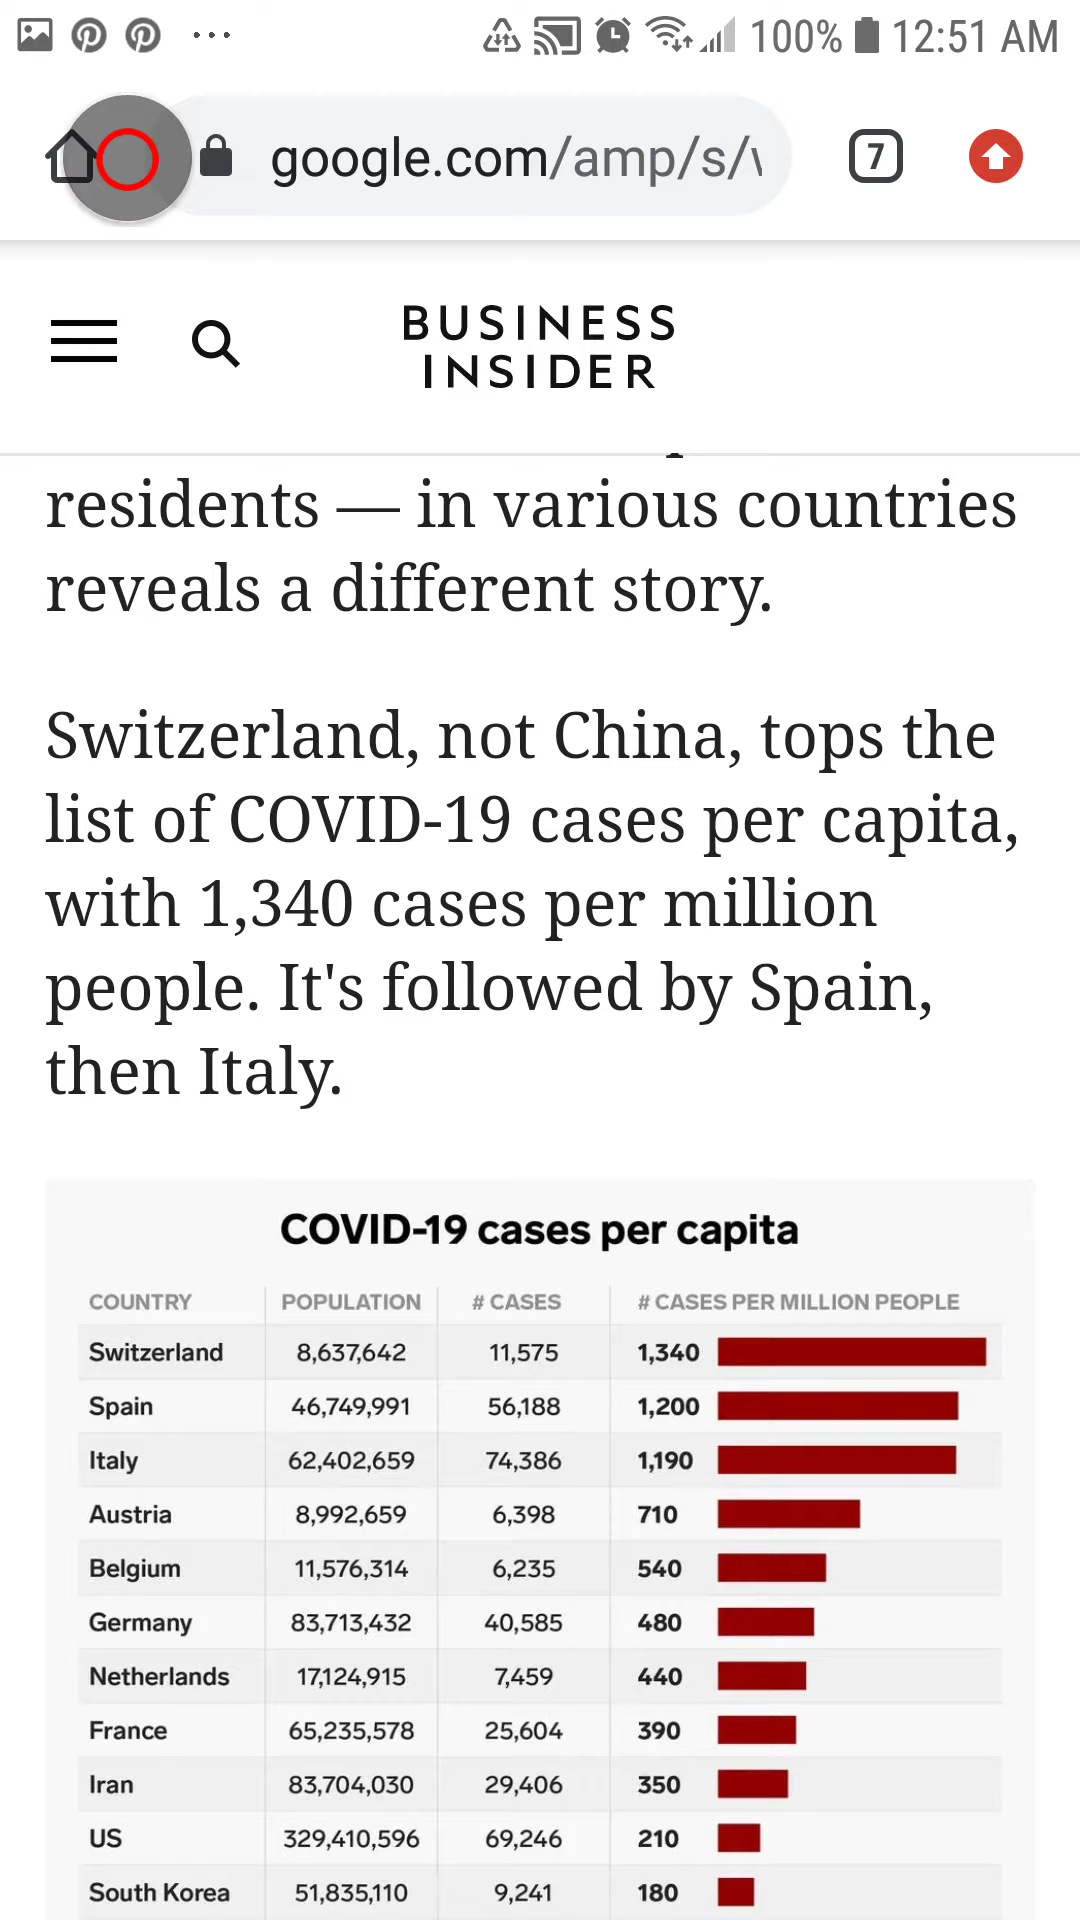 100% 12:51 AM
google.com/amp/s/
7
BUSINESS
INSIDER
residents — in various countries
reveals a different story.
Switzerland, not China, tops the
list of COVID-19 cases per capita,
with 1,340 cases per million
people. It's followed by Spain,
then Italy.
COVID-19 cases per capita
COUNTRY POPULATION # CASES # CASES PER MILLION PEOPLE
Switzerland 8,637,642 11,575 1,340
Spain 46,749,991 56,188 1,200
Italy 62,402,659 74,386 1,190
Austria 8,992,659 6,398 710
Belgium 11,576,314 6,235 540
Germany 83,713,432 40,585 480
Netherlands 17,124,915 7,459 440
France 65,235,578 25,604 390
Iran 83,704,030 29,406 350
US 329,410,596 69,246 210
South Korea 51,835,110 9,241 180